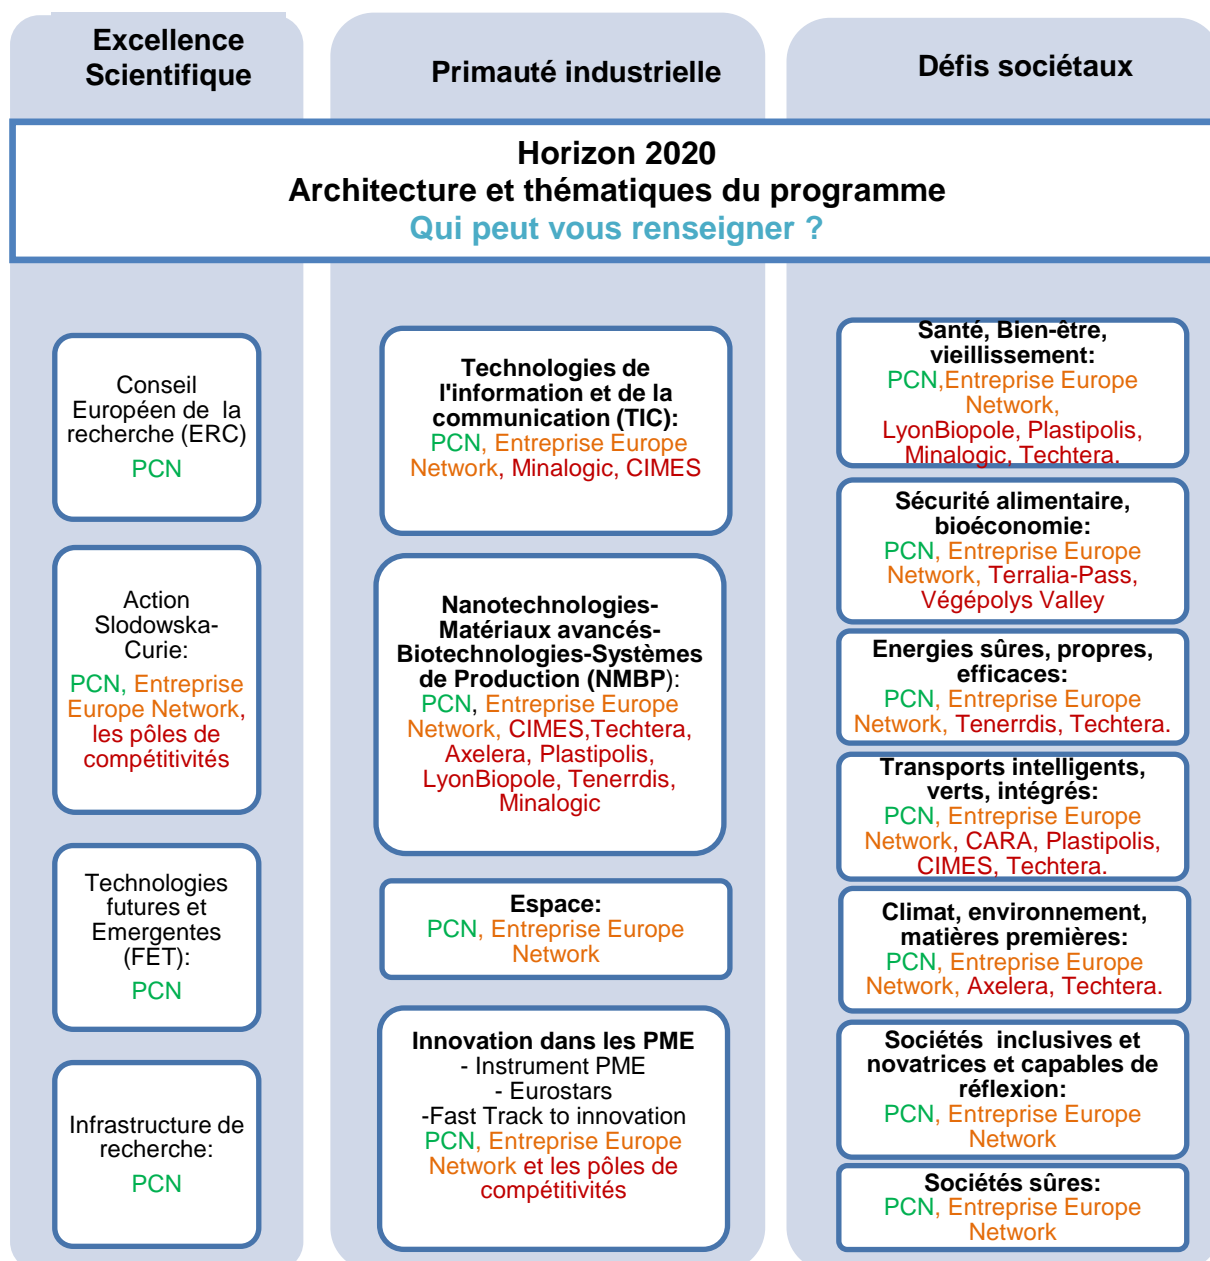 Excellence
Scientifique
Primauté industrielle
Défis sociétaux
Horizon 2020
Architecture et thématiques du programme
Qui peut vous renseigner ?
Conseil
Européen de  la
recherche (ERC)
PCN
Action
Slodowska-
Curie:
PCN, Entreprise
Europe Network,
les pôles de
compétitivités
Technologies
futures et
Emergentes
(FET):
PCN
Infrastructure de
recherche:
PCN
Technologies de
l'information et de la
communication (TIC):
PCN, Entreprise Europe
Network, Minalogic, CIMES
Nanotechnologies-
Matériaux avancés-
Biotechnologies-Systèmes
de Production (NMBP):
PCN, Entreprise Europe
Network, CIMES,Techtera,
Axelera, Plastipolis,
LyonBiopole, Tenerrdis,
Minalogic
Espace:
PCN, Entreprise Europe
Network
Innovation dans les PME
- Instrument PME
- Eurostars
-Fast Track to innovation
PCN, Entreprise Europe
Network et les pôles de
compétitivités
Santé, Bien-être,
vieillissement:
PCN,Entreprise Europe
Network,
LyonBiopole, Plastipolis,
Minalogic, Techtera.
Sécurité alimentaire,
bioéconomie:
PCN, Entreprise Europe
Network, Terralia-Pass,
Végépolys Valley
Energies sûres, propres,
efficaces:
PCN, Entreprise Europe
Network, Tenerrdis, Techtera.
Transports intelligents,
verts, intégrés:
PCN, Entreprise Europe
Network, CARA, Plastipolis,
CIMES, Techtera.
Climat, environnement,
matières premières:
PCN, Entreprise Europe
Network, Axelera, Techtera.
Sociétés  inclusives et
novatrices et capables de
réflexion:
PCN, Entreprise Europe
Network
Sociétés sûres:
PCN, Entreprise Europe
Network